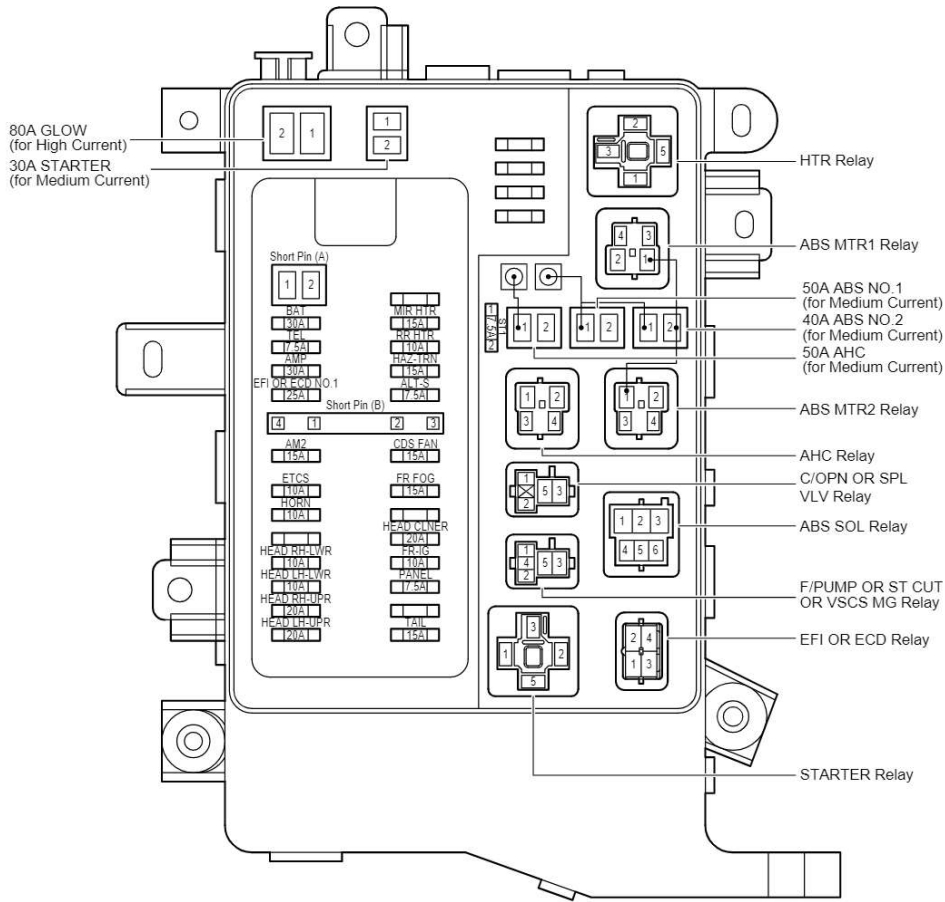 80A GLOW
(for High Current)
30A STARTER
(for Medium Current)
2 1
1
2
2
3 5
1
HTR Relay
4 3
2 1
ABS MTR1 Relay
Short Pin (A)
1 2
BAT
30A
TEL
7.5A
AMP
30A
EFI OR ECD NO.1
25A
MIR HTR
15A
RR HTR
10A
HAZ-TRN
15A
ALT-S
7.5A
Short Pin (B)
4 1 2 3
AM2
15A
ETCS
10A
HORN
10A
HEAD RH-LWR
10A
HEAD LH-LWR
10A
HEAD RH-UPR
20A
HEAD LH-UPR
20A
CDS FAN
15A
FR FOG
15A
HEAD CLNER
20A
FR-IG
10A
PANEL
7.5A
TAIL
15A
1
7.5A
2
ST1
1 2
1 2
1 2
50A ABS NO.1
(for Medium Current)
40A ABS NO.2
(for Medium Current)
50A AHC
(for Medium Current)
1 2
3 4
1 2
3 4
ABS MTR2 Relay
AHC Relay
1
5 3
2
C/OPN OR SPL
VLV Relay
1 2 3
4 5 6
ABS SOL Relay
1
4 5 3
2
F/PUMP OR ST CUT
OR VSCS MG Relay
2 4
1 3
EFI OR ECD Relay
3
1 2
5
STARTER Relay